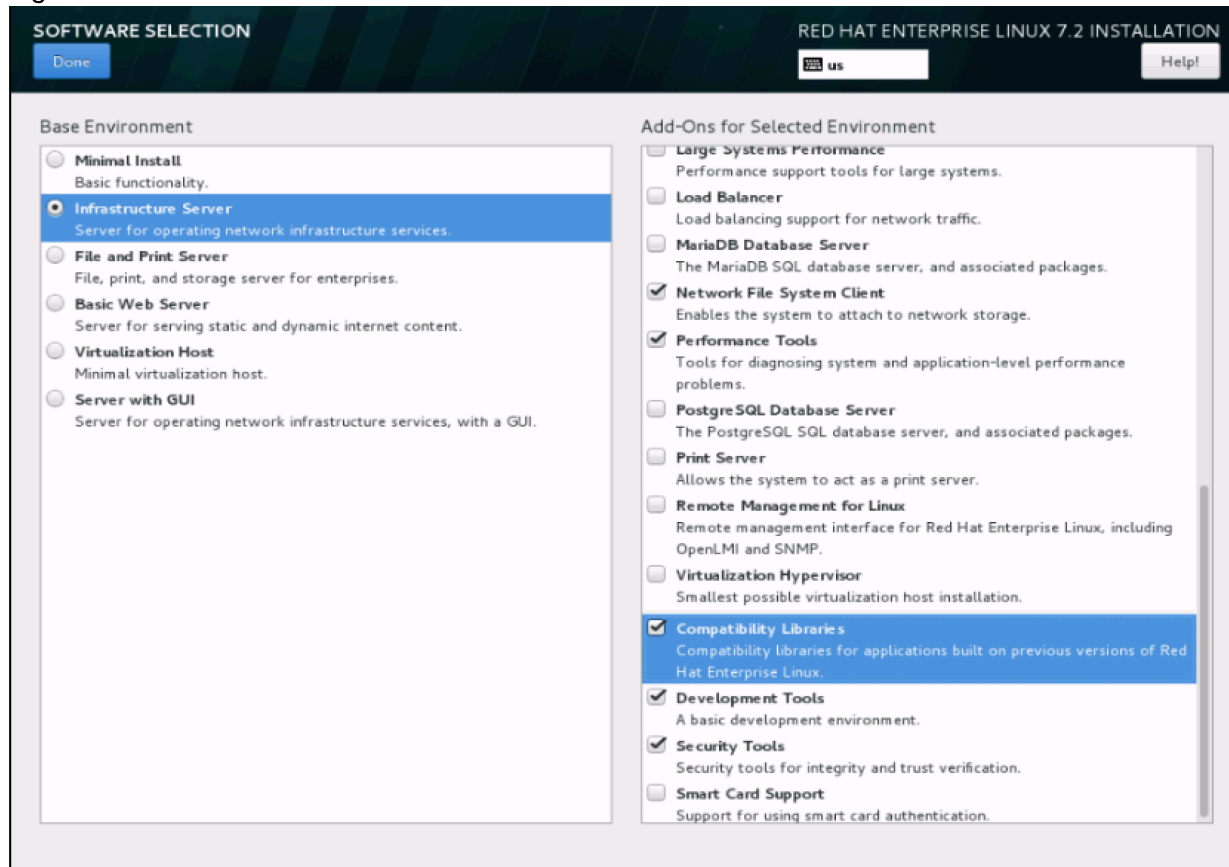 SOFTWARE SELECTION
RED HAT ENTERPRISE LINUX 7.2 INSTALLATION
Done
us
Help!
Base Environment
Minimal Install
Basic functionality.
Infrastructure Server
Server for operating network infrastructure services.
File and Print Server
File, print, and storage server for enterprises.
Basic Web Server
Server for serving static and dynamic internet content.
Virtualization Host
Minimal virtualization host.
Server with GUI
Server for operating network infrastructure services, with a GUI.
Add-Ons for Selected Environment
Large Systems Performance
Performance support tools for large systems.
Load Balancer
Load balancing support for network traffic.
MariaDB Database Server
The MariaDB SQL database server, and associated packages.
Network File System Client
Enables the system to attach to network storage.
Performance Tools
Tools for diagnosing system and application-level performance
problems.
PostgreSQL Database Server
The PostgreSQL SQL database server, and associated packages.
Print Server
Allows the system to act as a print server.
Remote Management for Linux
Remote management interface for Red Hat Enterprise Linux, including
OpenLMI and SNMP.
Virtualization Hypervisor
Smallest possible virtualization host installation.
Compatibility Libraries
Compatibility libraries for applications built on previous versions of Red
Hat Enterprise Linux.
Development Tools
A basic development environment.
Security Tools
Security tools for integrity and trust verification.
Smart Card Support
Support for using smart card authentication.